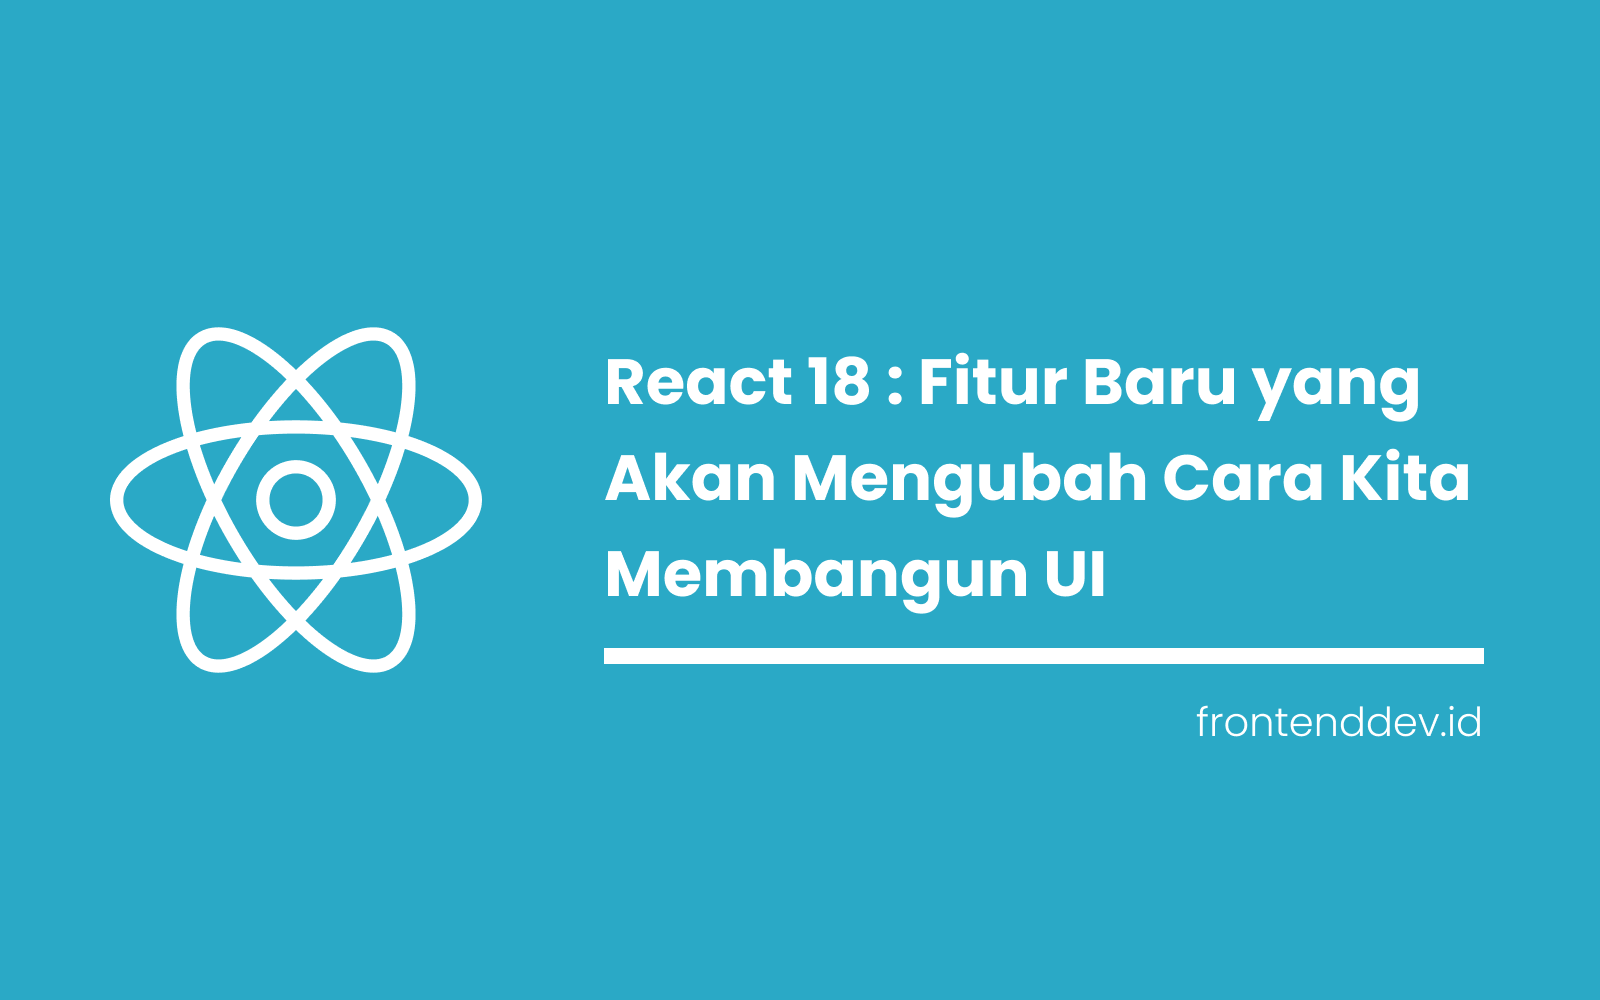 React 18 : Fitur Baru yang
Akan Mengubah Cara Kita
Membangun UI
frontenddev.id